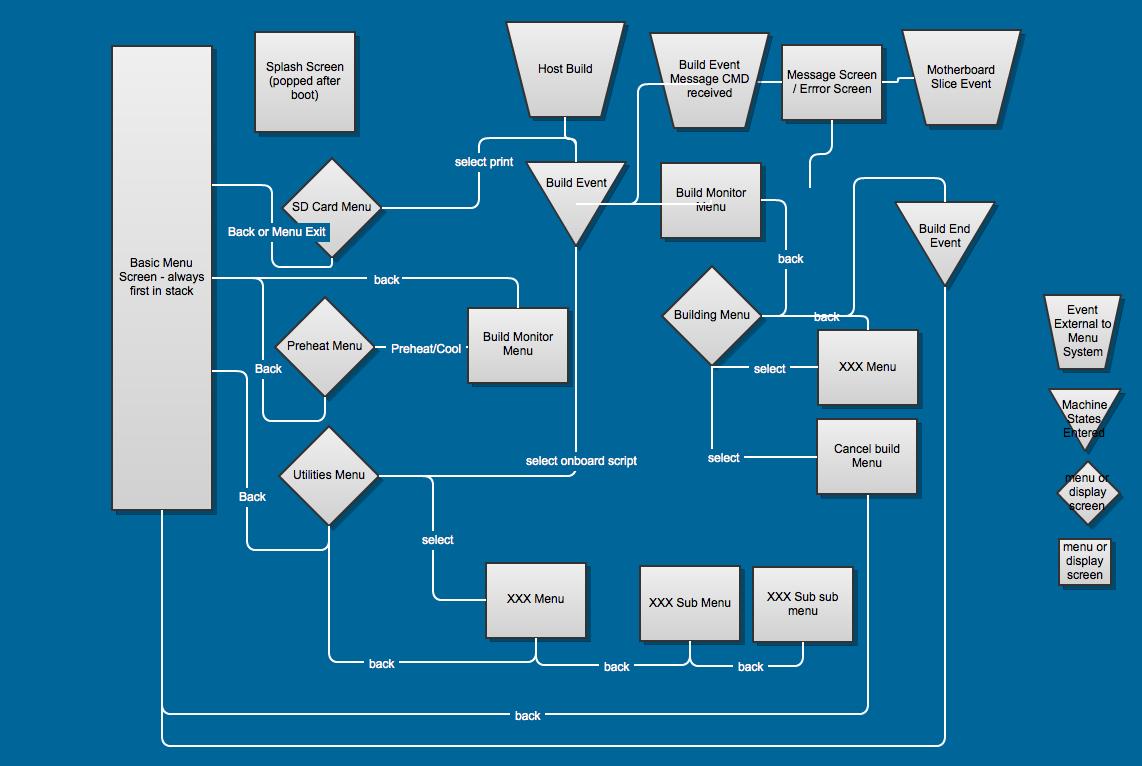 Splash Screen
(popped after
boot)
Host Build
Build Event
Message CMD
received
Message Screen
/ Errror Screen
Motherboard
Slice Event
select print
SD Card Menu
Build Event
Build Monitor
Menu
Build End
Event
Back or Menu Exit
Basic Menu
Screen - always
first in stack
back
back
Building Menu
back
Event
External to
Menu
System
Preheat Menu
Preheat/Cool
Build Monitor
Menu
Back
select
XXX Menu
Machine
States
Entered
select onboard script
select
Cancel build
Menu
Utilities Menu
Back
menu or
display
screen
select
menu or
display
screen
XXX Menu
XXX Sub Menu
XXX Sub sub
menu
back
back
back
back